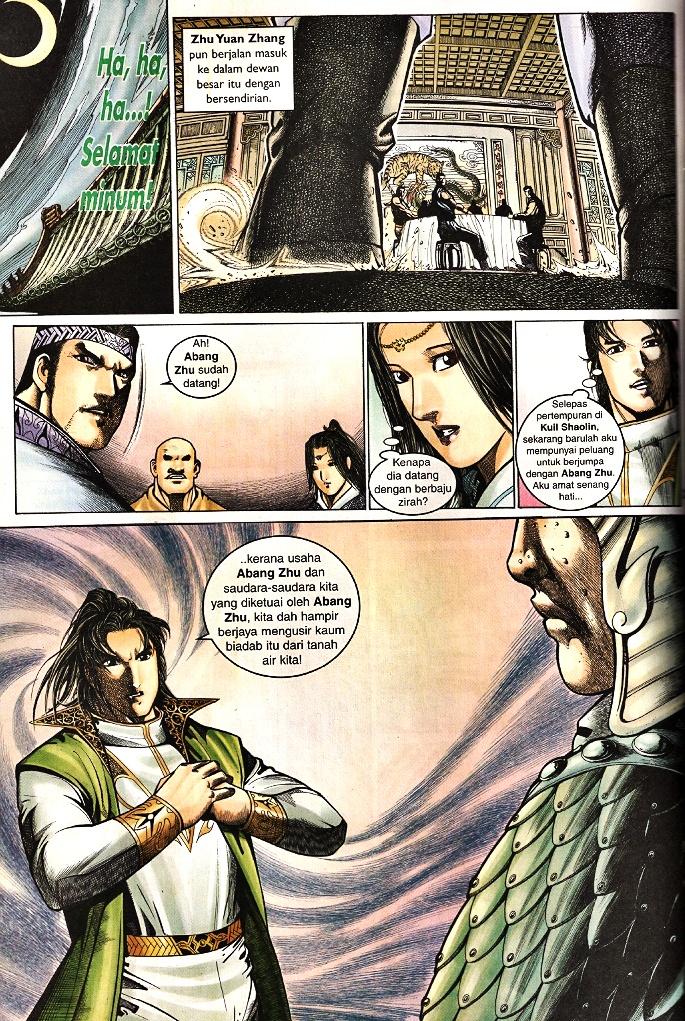 Ha, ha,
ha...!
Selamat
minum!
Zhu Yuan Zhang
pun berjalan masuk
ke dalam dewan
besar itu dengan
bersendirian.
Ah!
Abang
Zhu sudah
datang!
Kenapa
dia datang
dengan berbaju
zirah?
Selepas
pertempuran di
Kuil Shaolin,
sekarang barulah aku
mempunyai peluang
untuk berjumpa
dengan Abang Zhu.
Aku amat senang
hati...
..kerana usaha
Abang Zhu dan
saudara-saudara kita
yang diketuai oleh Abang
Zhu, kita dah hampir
berjaya mengusir kaum
biadab itu dari tanah
air kita!